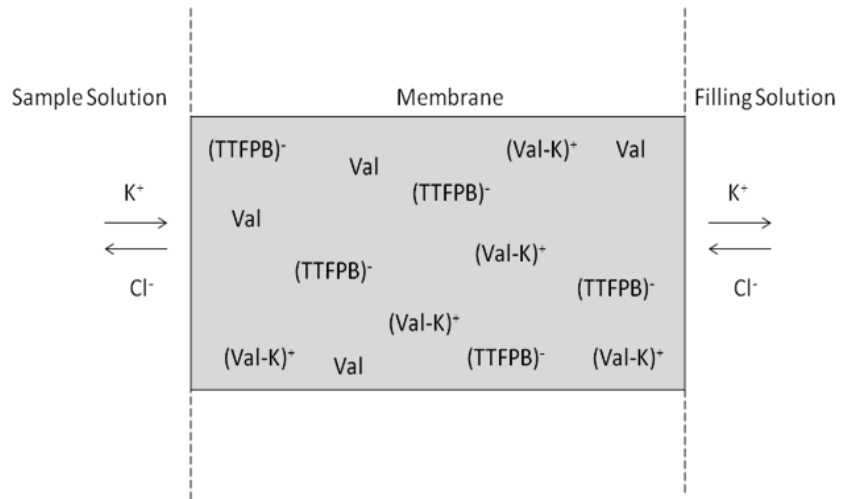 Sample Solution
Membrane
Filling Solution
(TTFPB)⁻
Val
(Val-K)⁺
Val
(TTFPB)⁻
K⁺
K⁺
Val
(Val-K)⁺
(TTFPB)⁻
(TTFPB)⁻
Cl⁻
Cl⁻
(Val-K)⁺
(Val-K)⁺
Val
(TTFPB)⁻
(Val-K)⁺